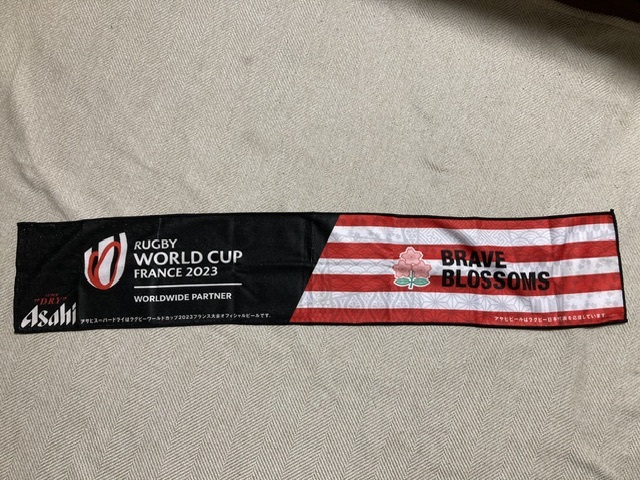 RUGBY
WORLD CUP
FRANCE 2023
WORLDWIDE PARTNER
SUPER
"DRY"
Asahi
アサヒスーパードライはラグビーワールドカップ2023フランス大会オフィシャルビールです。
BRAVE
BLOSSOMS
アサヒビールはラグビー日本代表を応援しています。